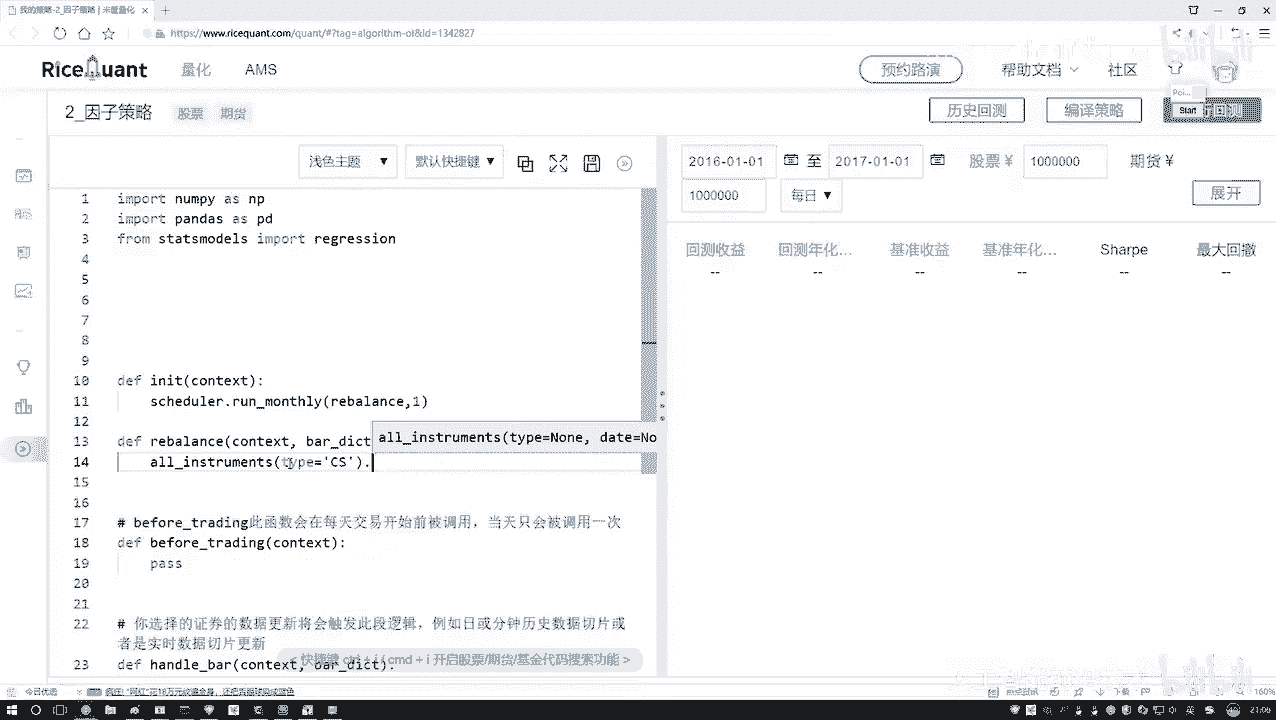 我的策略-2_因子策略 | 米筐量化
https://www.ricequant.com/quant/#?tag=algorithm-ol&id=1342827
RiceQuant 量化 AMS 预约路演 帮助文档 社区
2_因子策略 股票 期货 历史回测 编译策略
Start
浅色主题 默认快捷键
2016-01-01 至 2017-01-01 股票 ¥ 1000000 期货 ¥
1000000 每日 展开
回测收益 回测年化... 基准收益 基准年化... Sharpe 最大回撤
-- -- -- -- -- --
1 import numpy as np
2 import pandas as pd
3 from statsmodels import regression
4
5
6
7
8
9
10 def init(context):
11 scheduler.run_monthly(rebalance,1)
12
13 def rebalance(context, bar_dict
all_instruments(type=None, date=No
14 all_instruments(type='CS').
15
16
17 # before_trading此函数会在每天交易开始前被调用，当天只会被调用一次
18 def before_trading(context):
19 pass
20
21
22 # 你选择的证券的数据更新将会触发此段逻辑，例如日或分钟历史数据切片或
者是实时数据切片更新
23 def handle_bar(context, bar_dict):
< 快捷键 ctrl + i / cmd + i 开启股票/期货/基金代码搜索功能 >
今日优选
下载
160%
21:06